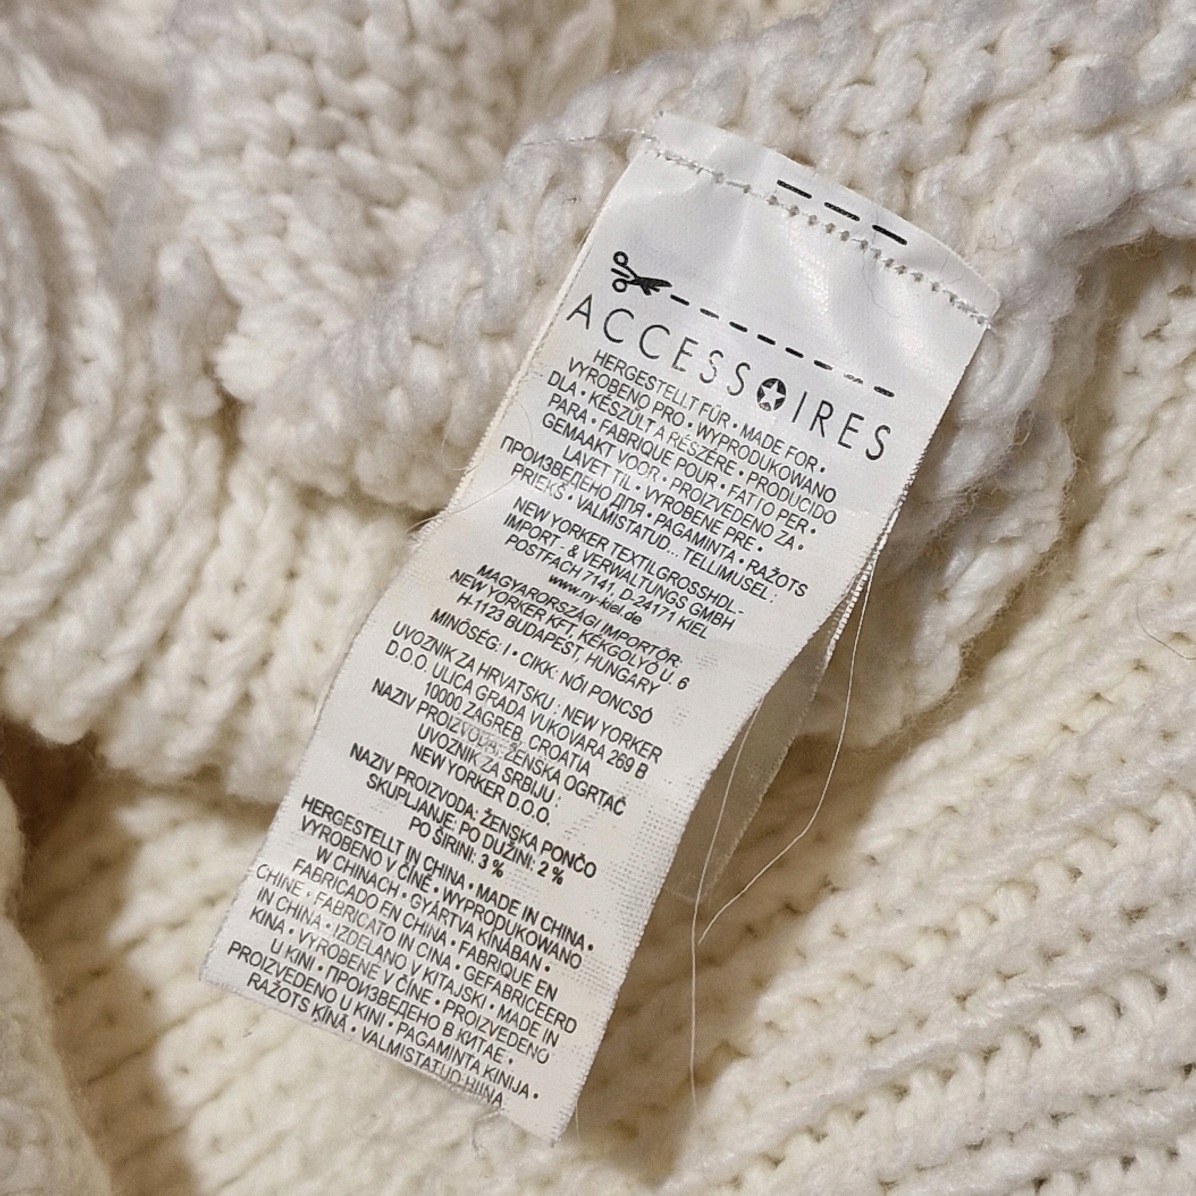 ACCESSOIRES
HERGESTELLT FÜR • MADE FOR •
VYROBENO PRO • WYPRODUKOWANO
DLA • KÉSZÜLT A RÉSZÉRE • PRODUCIDO
PARA • FABRIQUE POUR • FATTO PER •
GEMAAKT VOOR • PROIZVEDENO ZA •
LAVET TIL • VYROBENE PRE •
ПРОИЗВЕДЕНО ДЛЯ • PAGAMINTA • RAŽOTS
PRIEKŠ • VALMISTATUD... TELLIMUSEL :
NEW YORKER TEXTILGROSSHDL-
IMPORT - & VERWALTUNGS GMBH
POSTFACH 7141, D-24171 KIEL
www.ny-kiel.de
MAGYARORSZÁGI IMPORTŐR:
NEW YORKER KFT, KÉKGOLYÓ U. 6
H-1123 BUDAPEST, HUNGARY
MINŐSÉG: I • CIKK: NŐI PONCSÓ
UVOZNIK ZA HRVATSKU : NEW YORKER
D.O.O. ULICA GRADA VUKOVARA 269 B
10000 ZAGREB, CROATIA
NAZIV PROIZVODA: ŽENSKA OGRTAČ
UVOZNIK ZA SRBIJU :
NEW YORKER D.O.O.
NAZIV PROIZVODA: ŽENSKA PONČO
SKUPLJANJE: PO DUŽINI: 2 %
PO ŠIRINI: 3 %
HERGESTELLT IN CHINA • MADE IN CHINA •
VYROBENO V ČÍNĚ • WYPRODUKOWANO
W CHINACH • GYÁRTVA KÍNÁBAN •
FABRICADO EN CHINA • FABRIQUE EN
CHINE • FABRICATO IN CINA • GEFABRICEERD
IN CHINA • IZDELANO V KITAJSKI • MADE IN
KINA • VYROBENE V ČÍNE • PROIZVEDENO
U KINI • ПРОИЗВЕДЕНО В КИТАЕ •
PROIZVEDENO U KINI • PAGAMINTA KINIJA •
RAŽOTS KĪNĀ • VALMISTATUD HIINA